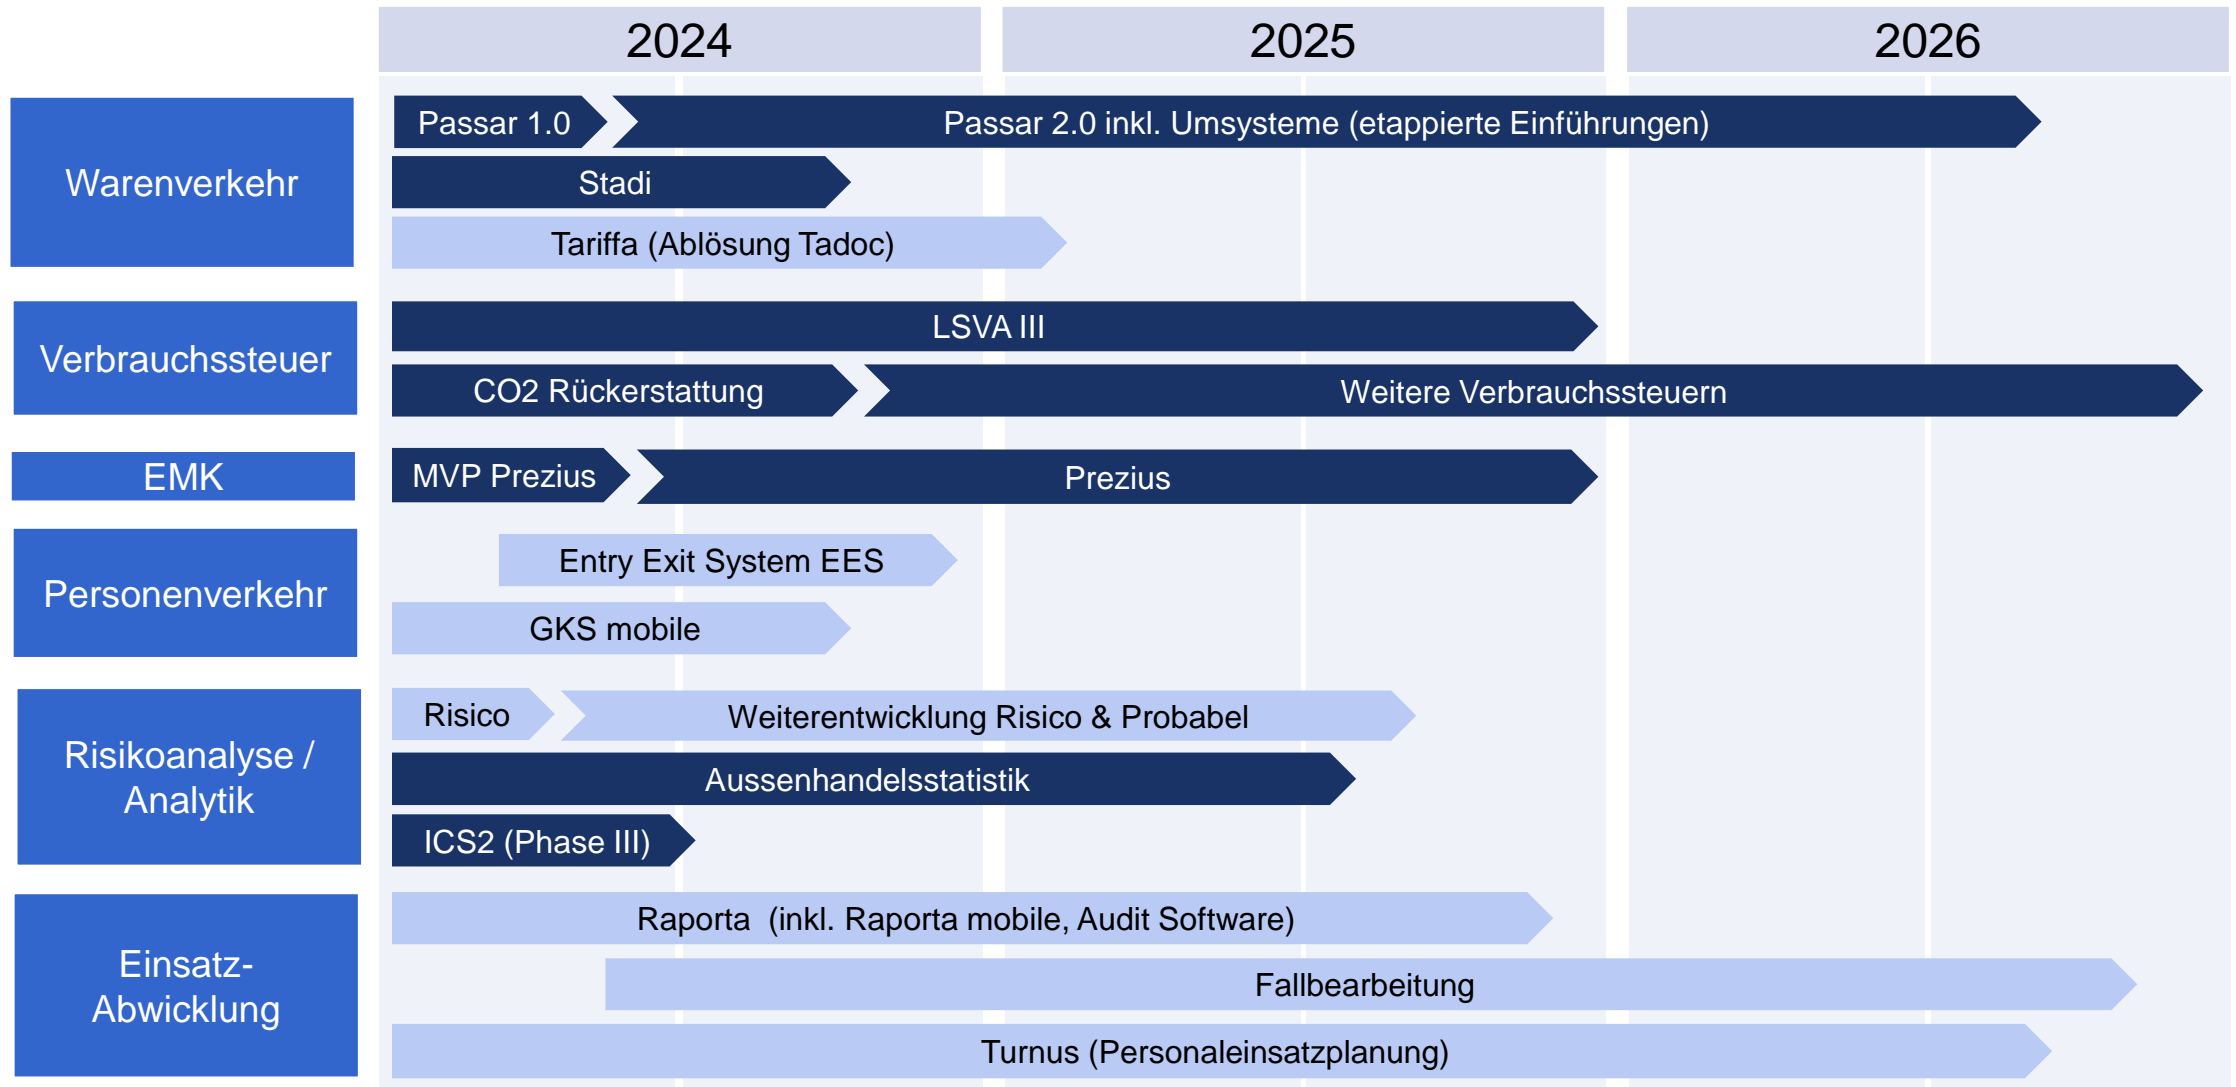 2024
2025
2026
Warenverkehr
Passar 1.0
Passar 2.0 inkl. Umsysteme (etappierte Einführungen)
Stadi
Tariffa (Ablösung Tadoc)
Verbrauchssteuer
LSVA III
CO2 Rückerstattung
Weitere Verbrauchssteuern
EMK
MVP Prezius
Prezius
Personenverkehr
Entry Exit System EES
GKS mobile
Risikoanalyse /
Analytik
Risico
Weiterentwicklung Risico & Probabel
Aussenhandelsstatistik
ICS2 (Phase III)
Einsatz-
Abwicklung
Raporta (inkl. Raporta mobile, Audit Software)
Fallbearbeitung
Turnus (Personaleinsatzplanung)